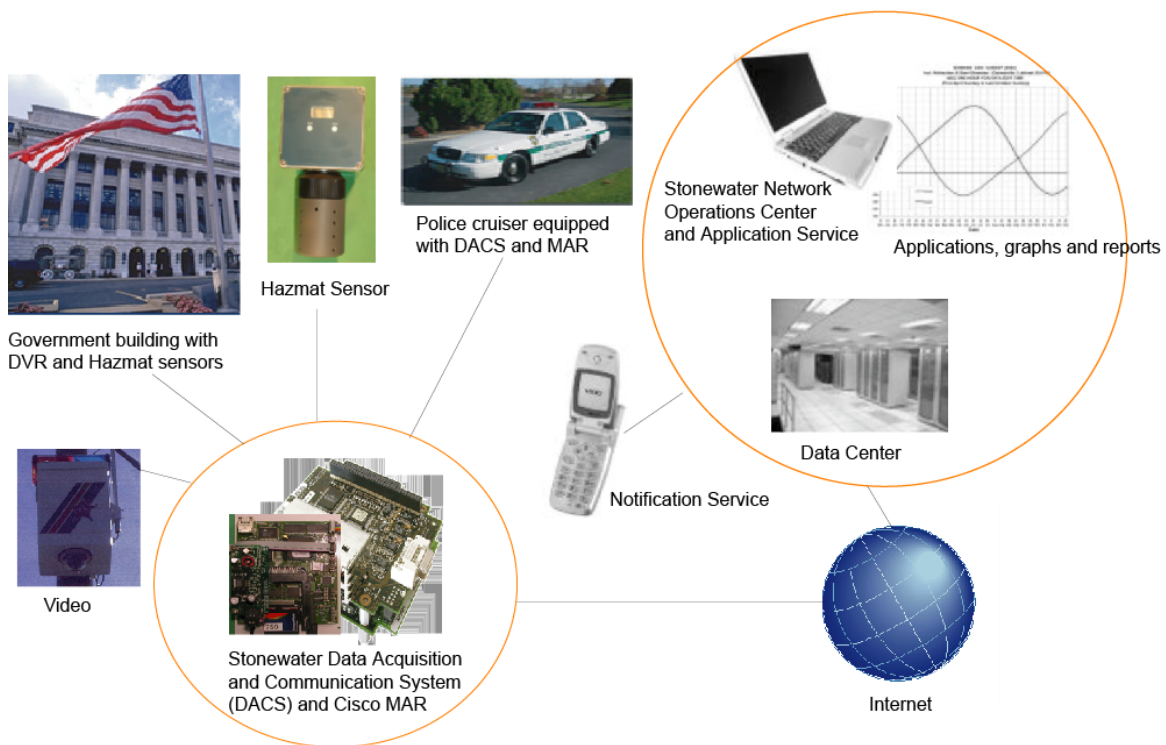 Government building with
DVR and Hazmat sensors
Hazmat Sensor
Police cruiser equipped
with DACS and MAR
Stonewater Network
Operations Center
and Application Service
Applications, graphs and reports
Data Center
Notification Service
Video
Stonewater Data Acquisition
and Communication System
(DACS) and Cisco MAR
Internet